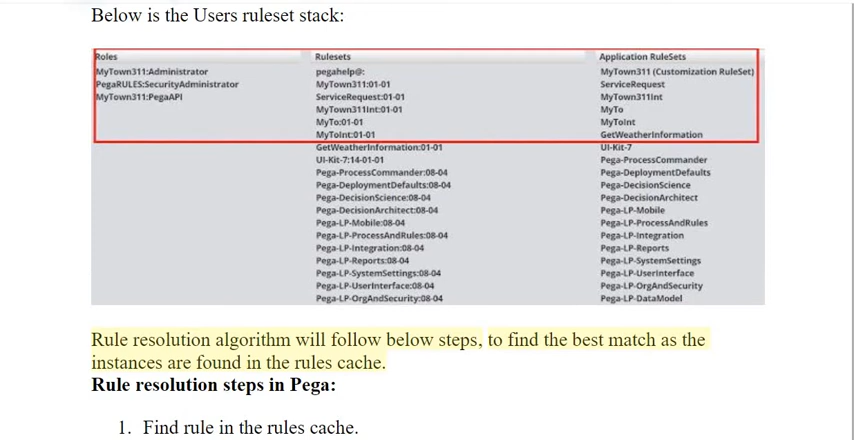 Below is the Users ruleset stack:
Roles Rulesets Application RuleSets
MyTown311:Administrator pegahelp@: MyTown311 (Customization RuleSet)
PegaRULES:SecurityAdministrator MyTown311:01-01 ServiceRequest
MyTown311:PegaAPI ServiceRequest:01-01 MyTown311Int
MyTown311Int:01-01 MyTo
MyTo:01-01 MyToInt
MyToInt:01-01 GetWeatherInformation
GetWeatherInformation:01-01 UI-Kit-7
UI-Kit-7:14-01-01 Pega-ProcessCommander
Pega-ProcessCommander:08-04 Pega-DeploymentDefaults
Pega-DeploymentDefaults:08-04 Pega-DecisionScience
Pega-DecisionScience:08-04 Pega-DecisionArchitect
Pega-DecisionArchitect:08-04 Pega-LP-Mobile
Pega-LP-Mobile:08-04 Pega-LP-ProcessAndRules
Pega-LP-ProcessAndRules:08-04 Pega-LP-Integration
Pega-LP-Integration:08-04 Pega-LP-Reports
Pega-LP-Reports:08-04 Pega-LP-SystemSettings
Pega-LP-SystemSettings:08-04 Pega-LP-UserInterface
Pega-LP-UserInterface:08-04 Pega-LP-OrgAndSecurity
Pega-LP-OrgAndSecurity:08-04 Pega-LP-DataModel
Rule resolution algorithm will follow below steps, to find the best match as the
instances are found in the rules cache.
Rule resolution steps in Pega:
1. Find rule in the rules cache.